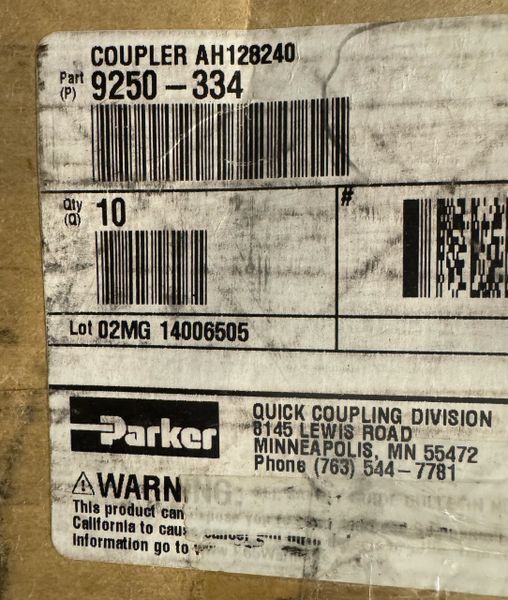 COUPLER AH128240
Part
(P) 9250-334
Qty
(Q) 10
#
Lot 02MG 14006505
Parker
QUICK COUPLING DIVISION
8145 LEWIS ROAD
MINNEAPOLIS, MN 55472
Phone (763) 544-7781
⚠WARN
This product can
California to cau
information go to